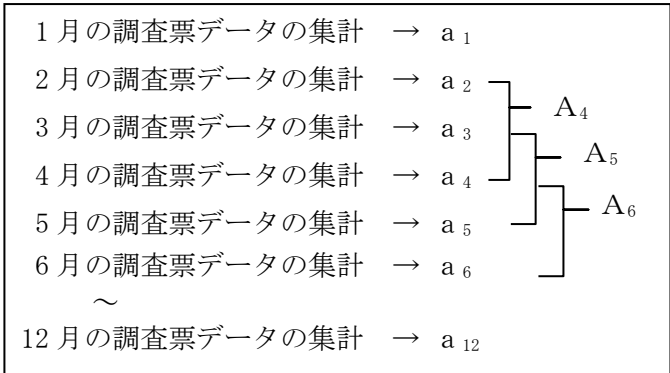 1月の調査票データの集計 → a₁
2月の調査票データの集計 → a₂
A₄
3月の調査票データの集計 → a₃
A₅
4月の調査票データの集計 → a₄
A₆
5月の調査票データの集計 → a₅
6月の調査票データの集計 → a₆
～
12月の調査票データの集計 → a₁₂